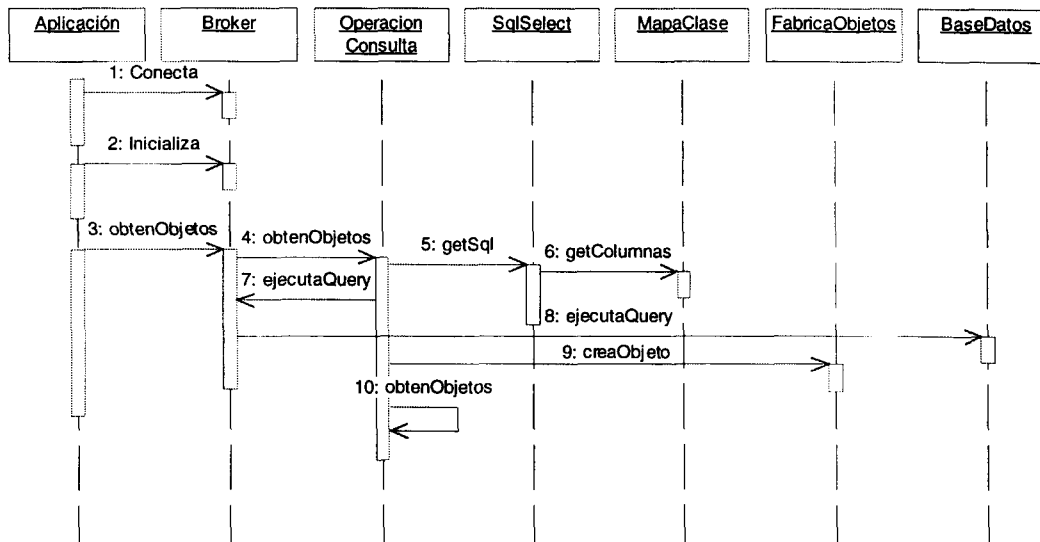 Aplicación
Broker
Operacion
Consulta
SqlSelect
MapaClase
FabricaObjetos
BaseDatos
1: Conecta
2: Inicializa
3: obtenObjetos
4: obtenObjetos
5: getSql
6: getColumnas
7: ejecutaQuery
8: ejecutaQuery
9: creaObjeto
10: obtenObjetos